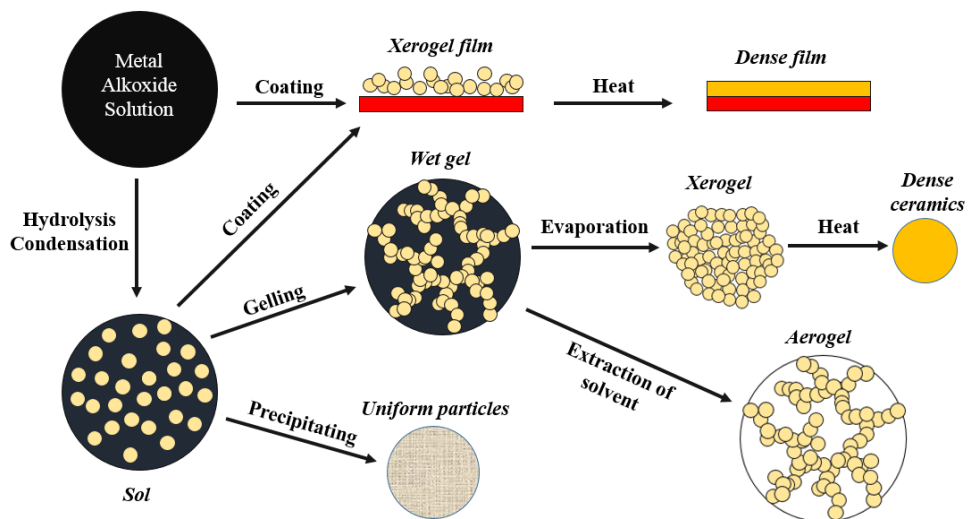 Metal
Alkoxide
Solution
Coating
Xerogel film
Heat
Dense film
Hydrolysis
Condensation
Coating
Wet gel
Evaporation
Xerogel
Heat
Dense
ceramics
Gelling
Extraction of
solvent
Aerogel
Precipitating
Uniform particles
Sol